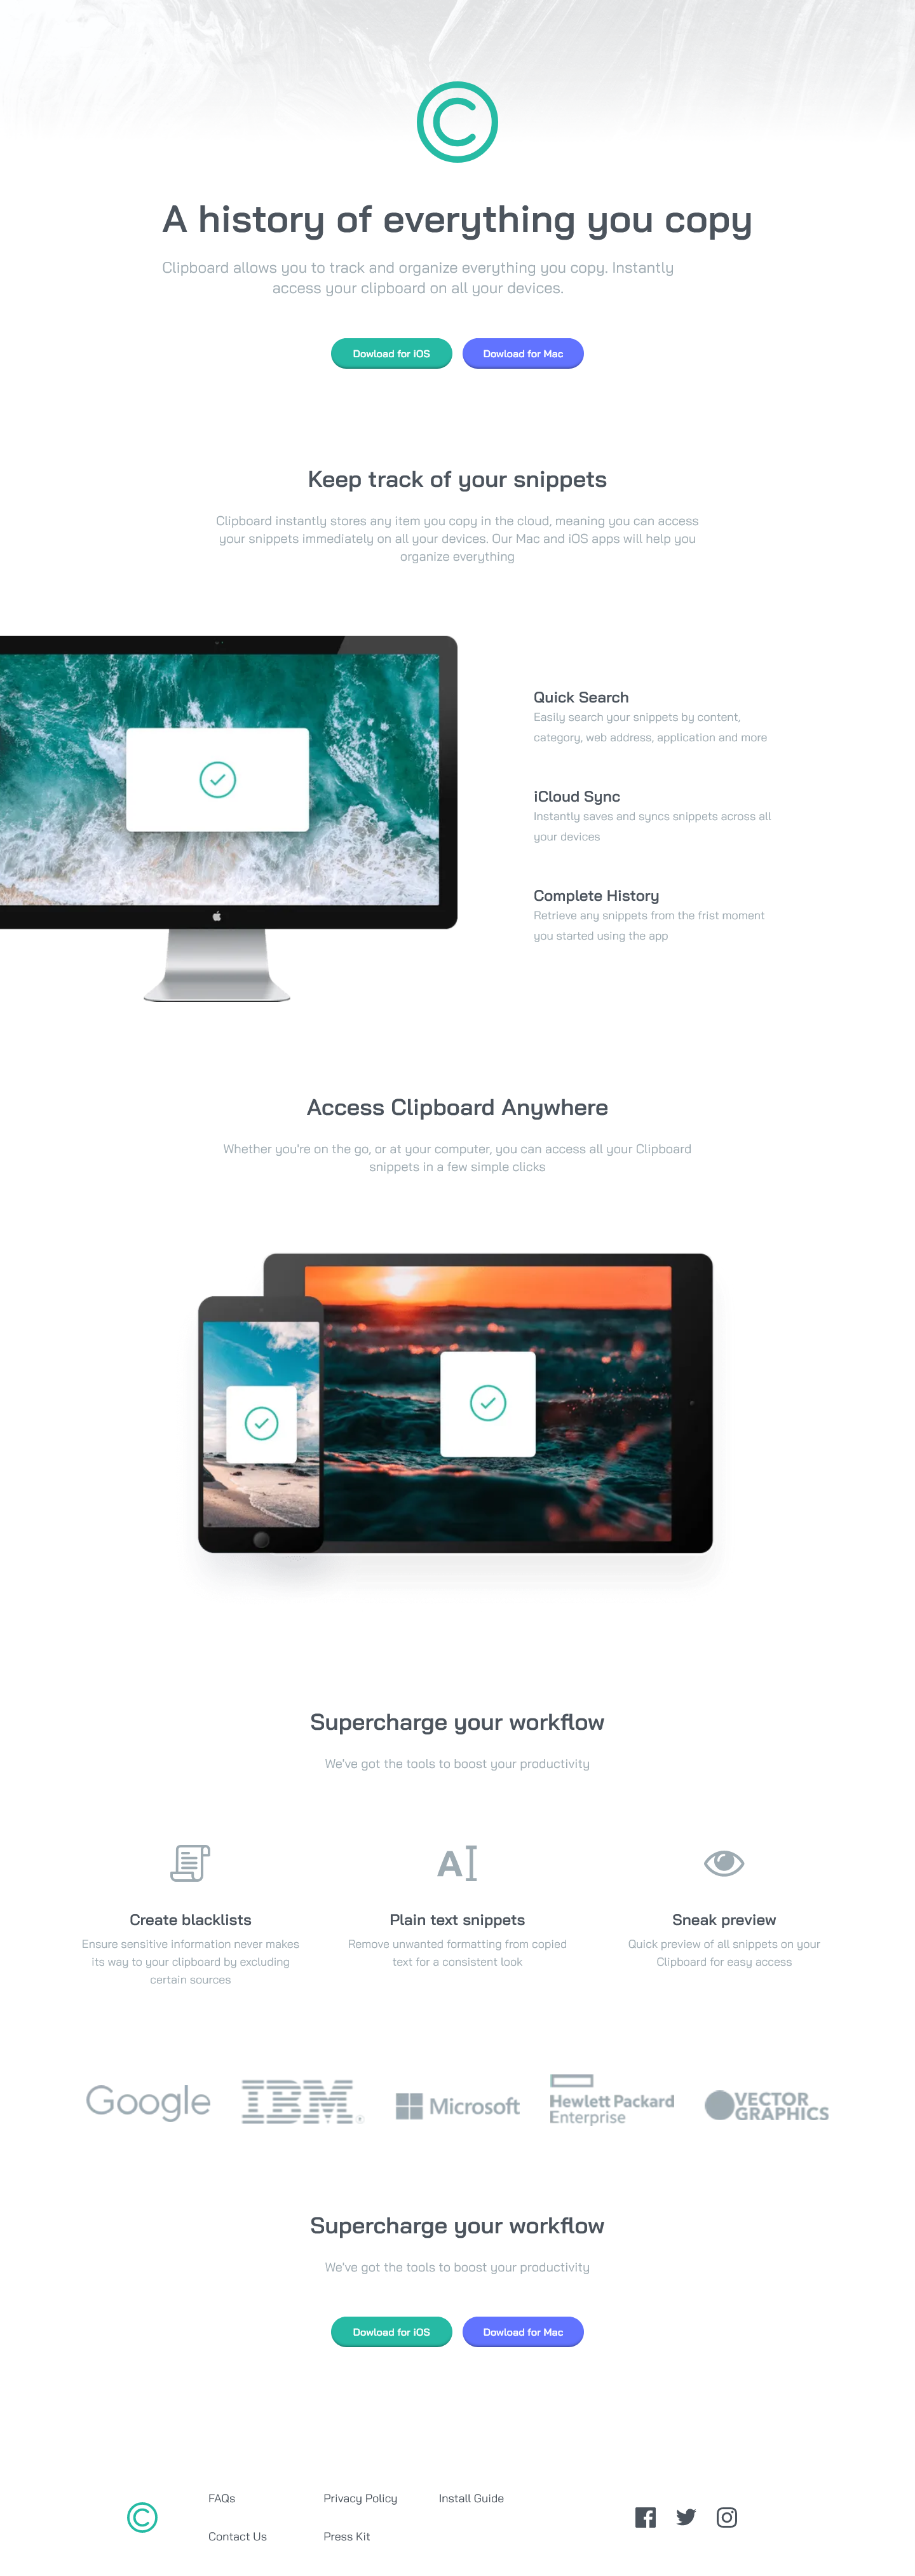 A history of everything you copy
Clipboard allows you to track and organize everything you copy. Instantly
access your clipboard on all your devices.
Dowload for iOS
Dowload for Mac
Keep track of your snippets
Clipboard instantly stores any item you copy in the cloud, meaning you can access
your snippets immediately on all your devices. Our Mac and iOS apps will help you
organize everything
Quick Search
Easily search your snippets by content,
category, web address, application and more
iCloud Sync
Instantly saves and syncs snippets across all
your devices
Complete History
Retrieve any snippets from the frist moment
you started using the app
Access Clipboard Anywhere
Whether you're on the go, or at your computer, you can access all your Clipboard
snippets in a few simple clicks
Supercharge your workflow
We've got the tools to boost your productivity
A
Create blacklists
Ensure sensitive information never makes
its way to your clipboard by excluding
certain sources
Plain text snippets
Remove unwanted formatting from copied
text for a consistent look
Sneak preview
Quick preview of all snippets on your
Clipboard for easy access
Google
IBM
Microsoft
Hewlett Packard
Enterprise
VECTOR
GRAPHICS
Supercharge your workflow
We've got the tools to boost your productivity
Dowload for iOS
Dowload for Mac
FAQs
Privacy Policy
Install Guide
Contact Us
Press Kit